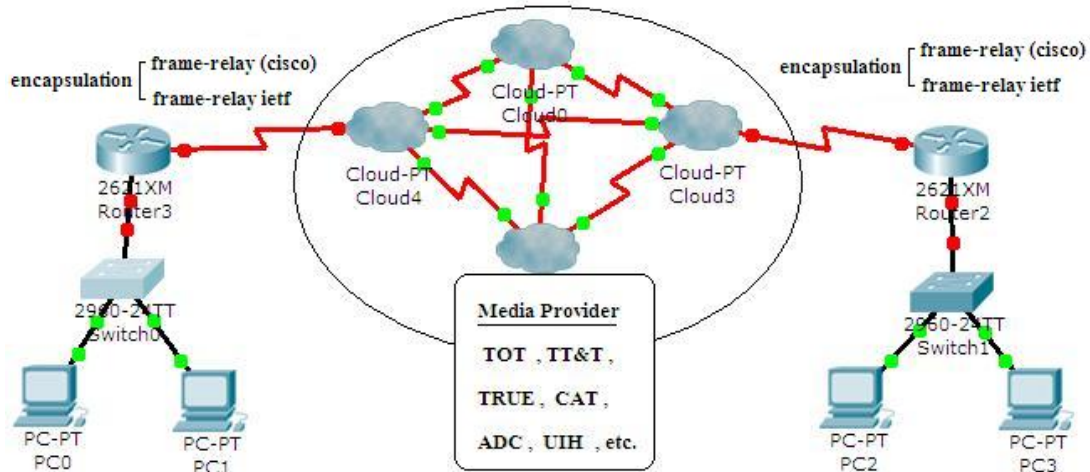 encapsulation
frame-relay (cisco)
frame-relay ietf
encapsulation
frame-relay (cisco)
frame-relay ietf
Cloud-PT
Cloud0
2621XM
Router3
Cloud-PT
Cloud4
Cloud-PT
Cloud3
2621XM
Router2
2960-24TT
Switch0
2960-24TT
Switch1
Media Provider
TOT , TT&T ,
TRUE , CAT ,
ADC , UIH , etc.
PC-PT
PC0
PC-PT
PC1
PC-PT
PC2
PC-PT
PC3